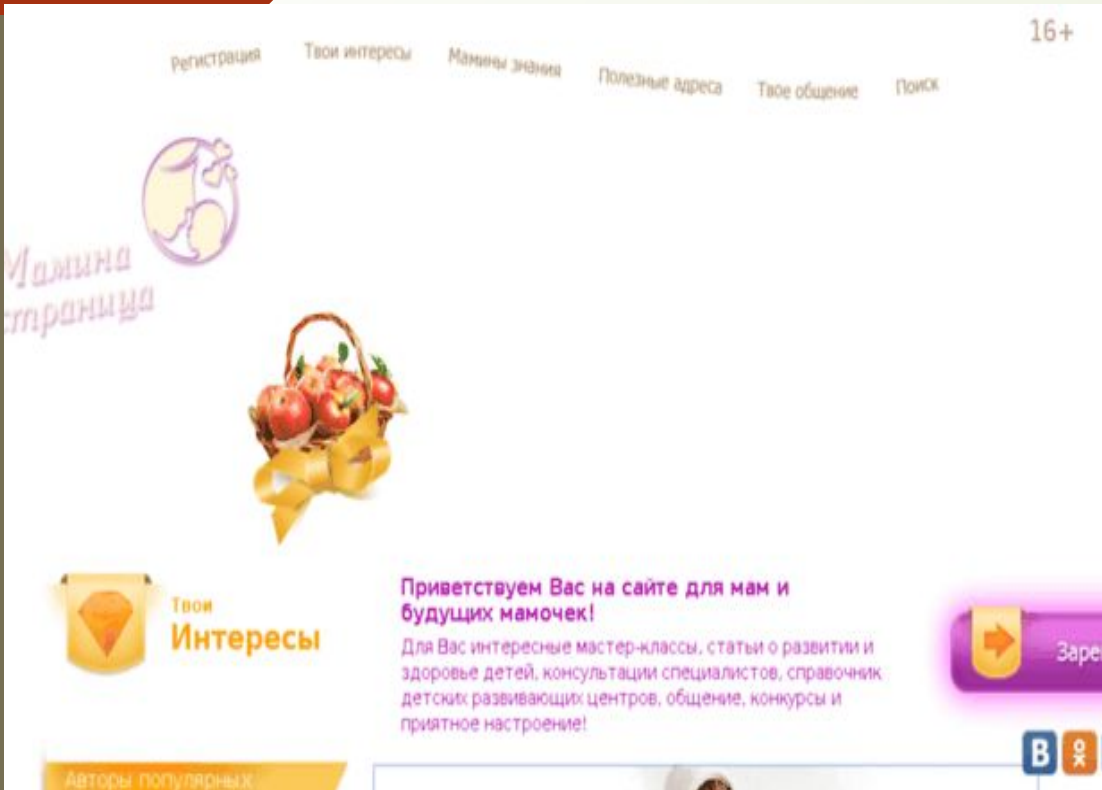 16+
Регистрация Твои интересы Мамины знания Полезные адреса Твое общение Поиск
Мамина
страница
Приветствуем Вас на сайте для мам и
будущих мамочек!
Твои
Интересы
Для Вас интересные мастер-классы, статьи о развитии и
здоровье детей, консультации специалистов, справочник
детских развивающих центров, общение, конкурсы и
приятное настроение!
Заре
Авторы популярных